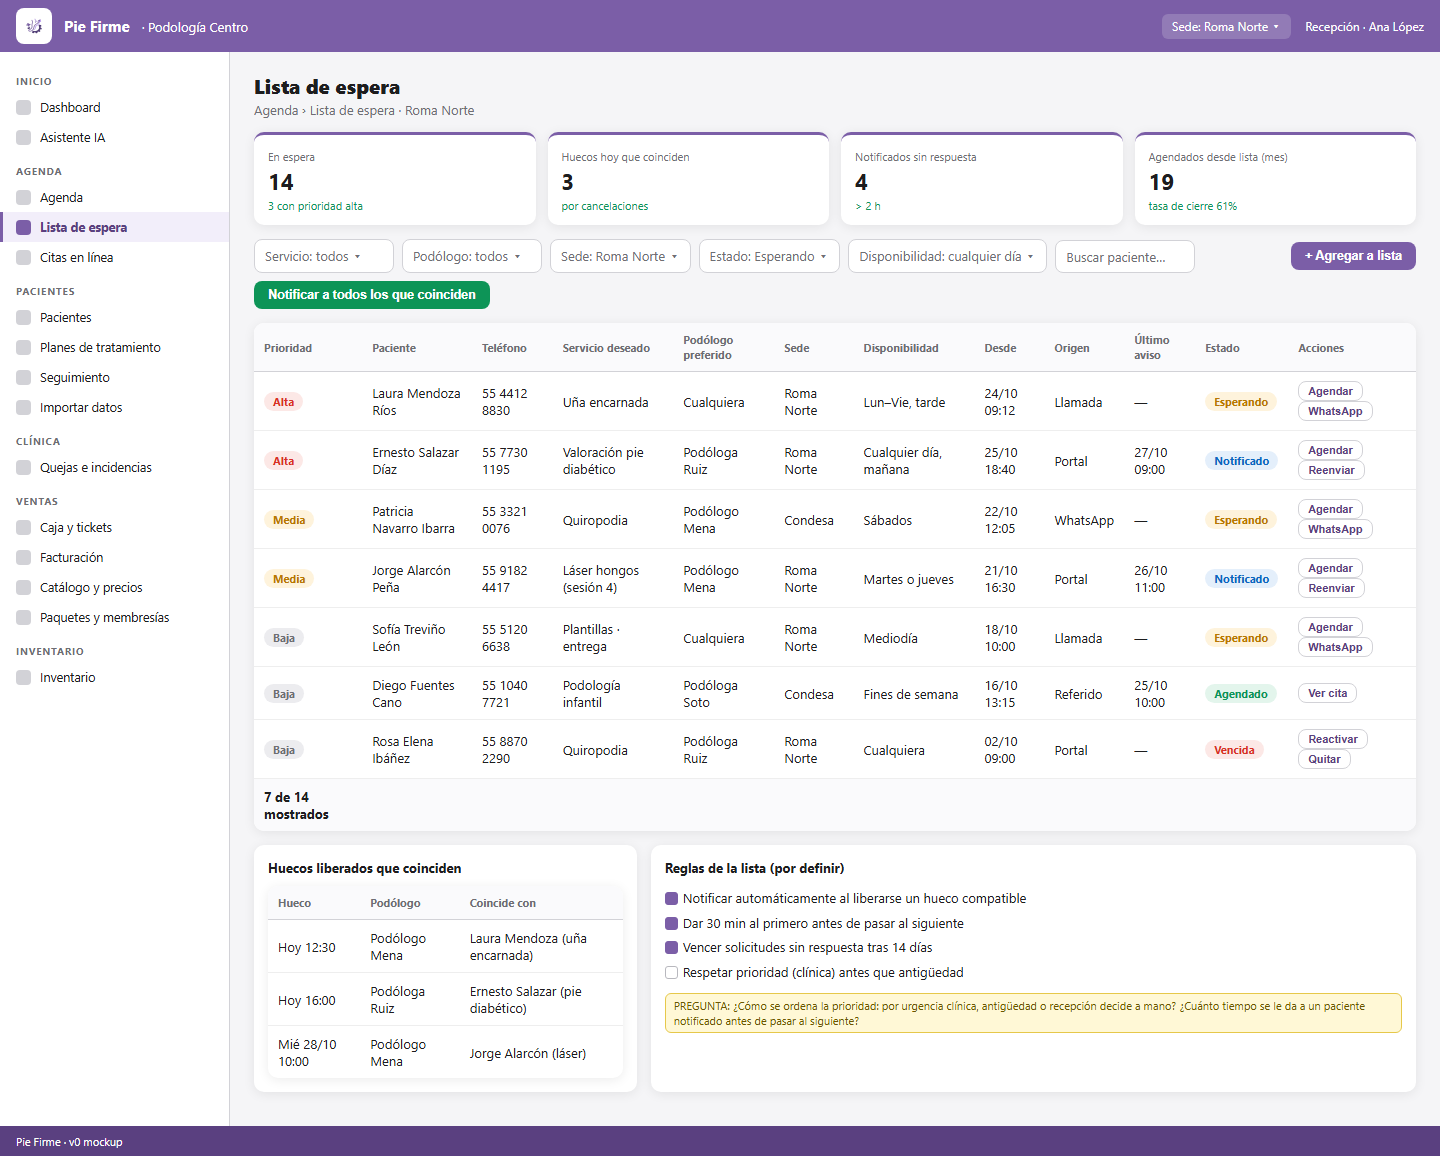 Pie Firme · Podología Centro
Sede: Roma Norte
Recepción · Ana López
INICIO
Dashboard
Asistente IA
AGENDA
Agenda
Lista de espera
Citas en línea
PACIENTES
Pacientes
Planes de tratamiento
Seguimiento
Importar datos
CLÍNICA
Quejas e incidencias
VENTAS
Caja y tickets
Facturación
Catálogo y precios
Paquetes y membresías
INVENTARIO
Inventario
Lista de espera
Agenda › Lista de espera · Roma Norte
En espera
14
3 con prioridad alta
Huecos hoy que coinciden
3
por cancelaciones
Notificados sin respuesta
4
> 2 h
Agendados desde lista (mes)
19
tasa de cierre 61%
Servicio: todos
Podólogo: todos
Sede: Roma Norte
Estado: Esperando
Disponibilidad: cualquier día
Buscar paciente...
+ Agregar a lista
Notificar a todos los que coinciden
Prioridad
Paciente
Teléfono
Servicio deseado
Podólogo
preferido
Sede
Disponibilidad
Desde
Origen
Último
aviso
Estado
Acciones
Alta
Laura Mendoza
Ríos
55 4412
8830
Uña encarnada
Cualquiera
Roma
Norte
Lun–Vie, tarde
24/10
09:12
Llamada
—
Esperando
Agendar
WhatsApp
Alta
Ernesto Salazar
Díaz
55 7730
1195
Valoración pie
diabético
Podóloga
Ruiz
Roma
Norte
Cualquier día,
mañana
25/10
18:40
Portal
27/10
09:00
Notificado
Agendar
Reenviar
Media
Patricia
Navarro Ibarra
55 3321
0076
Quiropodia
Podólogo
Mena
Condesa
Sábados
22/10
12:05
WhatsApp
—
Esperando
Agendar
WhatsApp
Media
Jorge Alarcón
Peña
55 9182
4417
Láser hongos
(sesión 4)
Podólogo
Mena
Roma
Norte
Martes o jueves
21/10
16:30
Portal
26/10
11:00
Notificado
Agendar
Reenviar
Baja
Sofía Treviño
León
55 5120
6638
Plantillas ·
entrega
Cualquiera
Roma
Norte
Mediodía
18/10
10:00
Llamada
—
Esperando
Agendar
WhatsApp
Baja
Diego Fuentes
Cano
55 1040
7721
Podología
infantil
Podóloga
Soto
Condesa
Fines de semana
16/10
13:15
Referido
25/10
10:00
Agendado
Ver cita
Baja
Rosa Elena
Ibáñez
55 8870
2290
Quiropodia
Podóloga
Ruiz
Roma
Norte
Cualquiera
02/10
09:00
Portal
—
Vencida
Reactivar
Quitar
7 de 14
mostrados
Huecos liberados que coinciden
Hueco
Podólogo
Coincide con
Hoy 12:30
Podólogo
Mena
Laura Mendoza (uña
encarnada)
Hoy 16:00
Podóloga
Ruiz
Ernesto Salazar (pie
diabético)
Mié 28/10
10:00
Podólogo
Mena
Jorge Alarcón (láser)
Reglas de la lista (por definir)
Notificar automáticamente al liberarse un hueco compatible
Dar 30 min al primero antes de pasar al siguiente
Vencer solicitudes sin respuesta tras 14 días
Respetar prioridad (clínica) antes que antigüedad
PREGUNTA: ¿Cómo se ordena la prioridad: por urgencia clínica, antigüedad o recepción decide a mano? ¿Cuánto tiempo se le da a un paciente
notificado antes de pasar al siguiente?
Pie Firme · v0 mockup